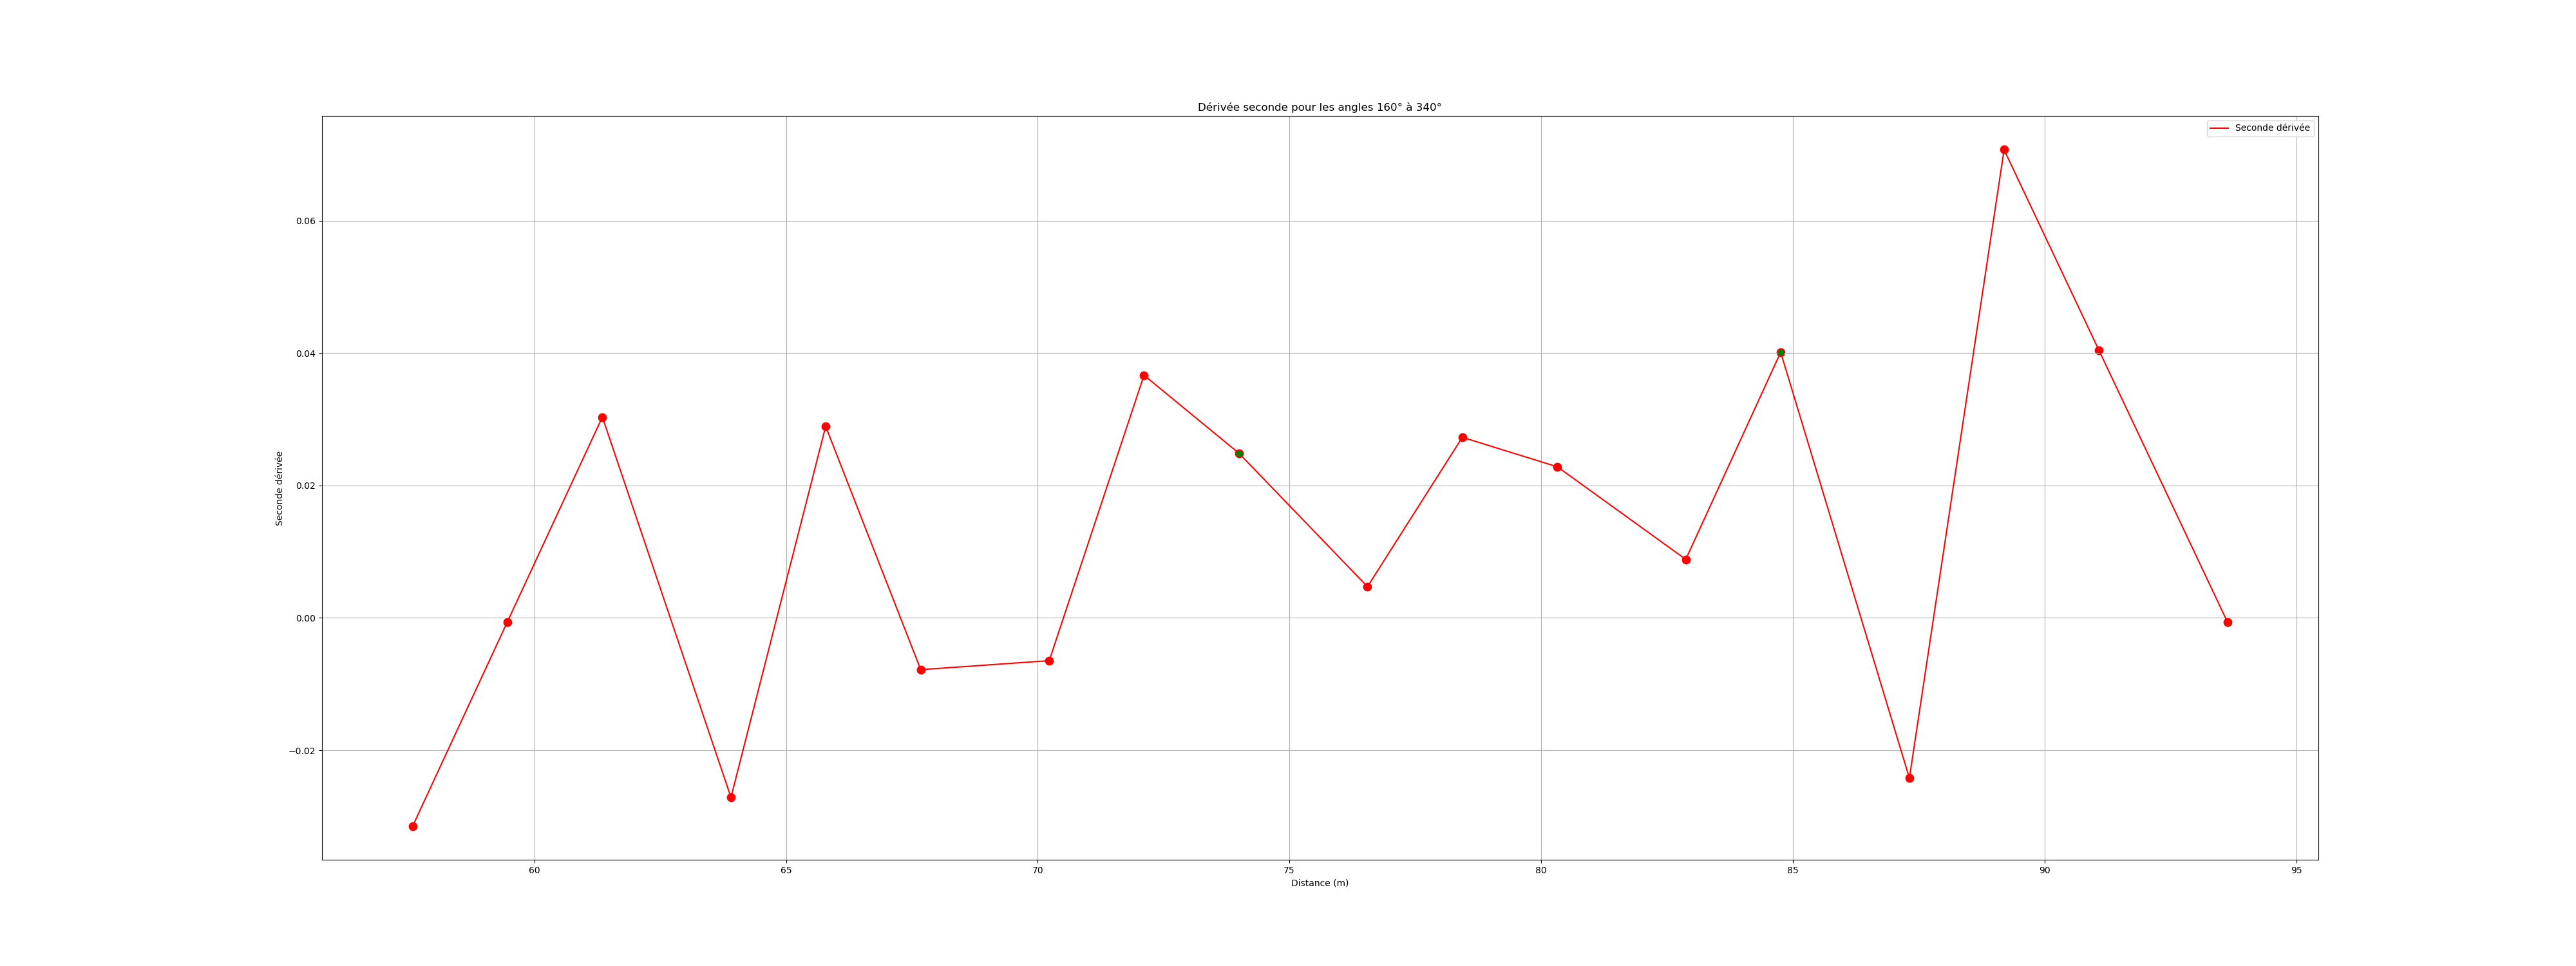 Dérivée seconde pour les angles 160° à 340°
Seconde dérivée
0.06
0.04
0.02
0.00
−0.02
Seconde dérivée
60 65 70 75 80 85 90 95
Distance (m)